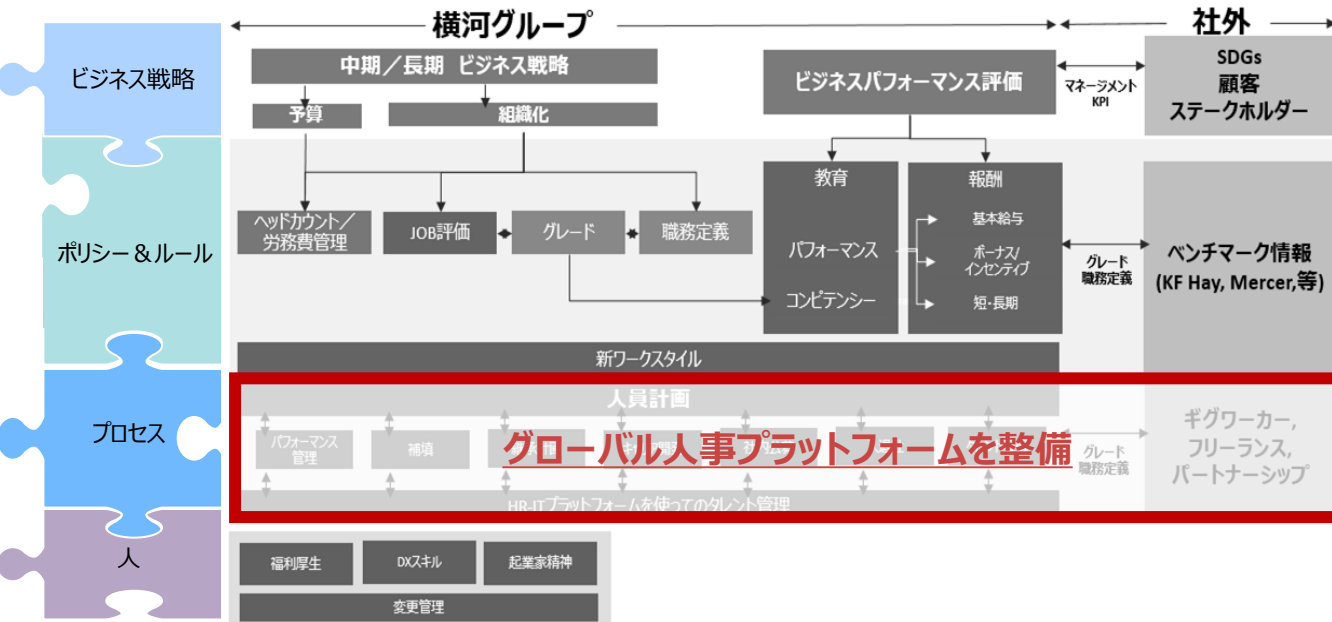 横河グループ
社外
ビジネス戦略
中期／長期 ビジネス戦略
予算
組織化
ビジネスパフォーマンス評価
マネージメント
KPI
SDGs
顧客
ステークホルダー
ポリシー＆ルール
ヘッドカウント／
労務費管理
JOB評価
グレード
職務定義
教育
パフォーマンス
コンピテンシー
報酬
基本給与
ボーナス/
インセンティブ
短・長期
グレード
職務定義
ベンチマーク情報
(KF Hay, Mercer,等)
新ワークスタイル
プロセス
人員計画
パフォーマンス
管理
補填
グローバル人事プラットフォームを整備
グレード
職務定義
ギグワーカー,
フリーランス,
パートナーシップ
HR-ITプラットフォームを使ってのタレント管理
人
福利厚生
DXスキル
起業家精神
変更管理